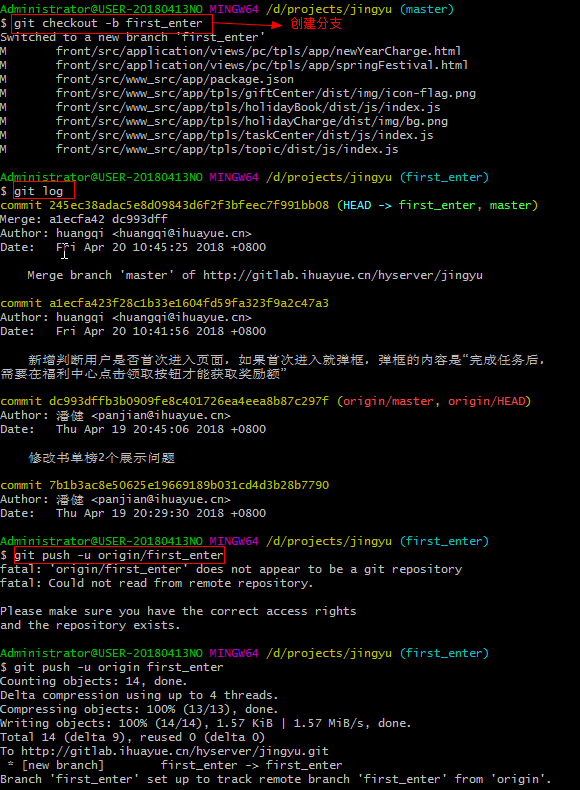 Administrator@USER-20180413NO MINGW64 /d/projects/jingyu (master)
$ git checkout -b first_enter 创建分支
Switched to a new branch 'first_enter'
M front/src/application/views/pc/tpls/app/newYearCharge.html
M front/src/application/views/pc/tpls/app/springFestival.html
M front/src/www_src/app/package.json
M front/src/www_src/app/tpls/giftCenter/dist/img/icon-flag.png
M front/src/www_src/app/tpls/holidayBook/dist/js/index.js
M front/src/www_src/app/tpls/holidayCharge/dist/img/bg.png
M front/src/www_src/app/tpls/taskCenter/dist/js/index.js
M front/src/www_src/app/tpls/topic/dist/js/index.js
Administrator@USER-20180413NO MINGW64 /d/projects/jingyu (first_enter)
$ git log
commit 245ec38adac5e8d09843d6f2f3bfeec7f991bb08 (HEAD -> first_enter, master)
Merge: a1ecfa42 dc993dff
Author: huangqi <huangqi@ihuayue.cn>
Date: Fri Apr 20 10:45:25 2018 +0800
Merge branch 'master' of http://gitlab.ihuayue.cn/hyserver/jingyu
commit a1ecfa423f28c1b33e1604fd59fa323f9a2c47a3
Author: huangqi <huangqi@ihuayue.cn>
Date: Fri Apr 20 10:41:56 2018 +0800
新增判断用户是否首次进入页面，如果首次进入就弹框，弹框的内容是“完成任务后，
需要在福利中心点击领取按钮才能获取奖励额”
commit dc993dffb3b0909fe8c401726ea4eea8b87c297f (origin/master, origin/HEAD)
Author: 潘健 <panjian@ihuayue.cn>
Date: Thu Apr 19 20:45:06 2018 +0800
修改书单榜2个展示问题
commit 7b1b3ac8e50625e19669189b031cd4d3b28b7790
Author: 潘健 <panjian@ihuayue.cn>
Date: Thu Apr 19 20:29:30 2018 +0800
Administrator@USER-20180413NO MINGW64 /d/projects/jingyu (first_enter)
$ git push -u origin/first_enter
fatal: 'origin/first_enter' does not appear to be a git repository
fatal: Could not read from remote repository.
Please make sure you have the correct access rights
and the repository exists.
Administrator@USER-20180413NO MINGW64 /d/projects/jingyu (first_enter)
$ git push -u origin first_enter
Counting objects: 14, done.
Delta compression using up to 4 threads.
Compressing objects: 100% (13/13), done.
Writing objects: 100% (14/14), 1.57 KiB | 1.57 MiB/s, done.
Total 14 (delta 9), reused 0 (delta 0)
To http://gitlab.ihuayue.cn/hyserver/jingyu.git
* [new branch] first_enter -> first_enter
Branch 'first_enter' set up to track remote branch 'first_enter' from 'origin'.